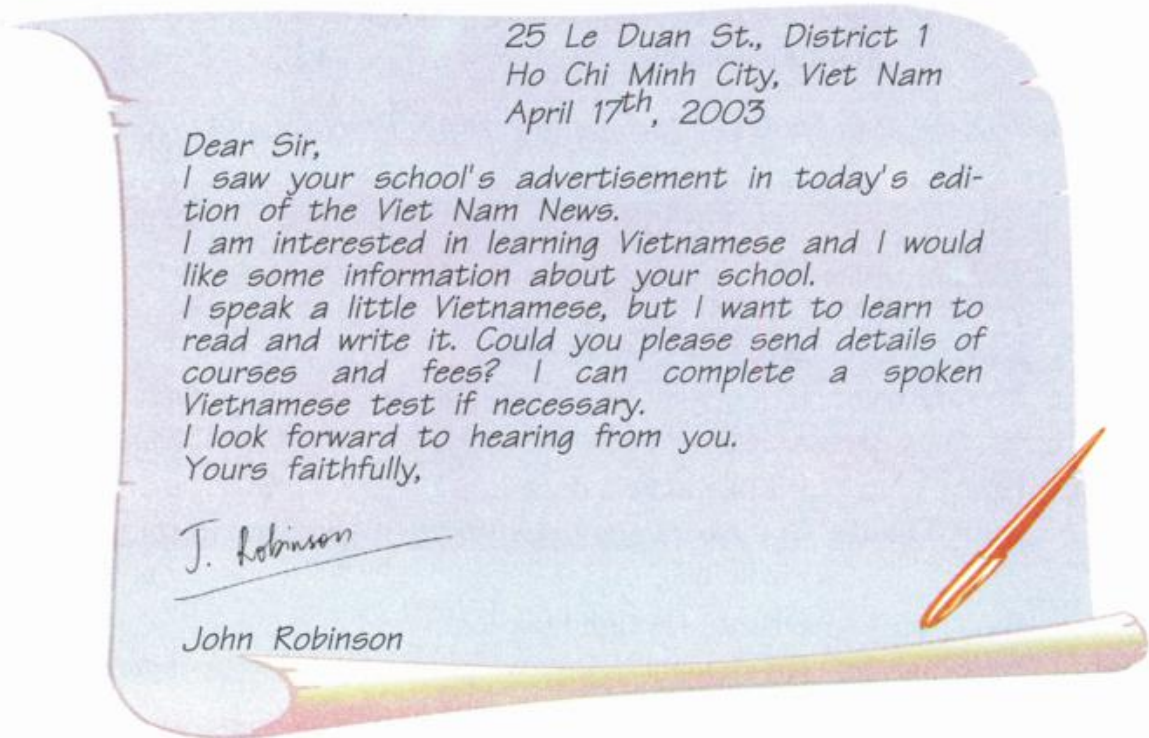 25 Le Duan St., District 1
Ho Chi Minh City, Viet Nam
April 17th, 2003
Dear Sir,
I saw your school's advertisement in today's edi-
tion of the Viet Nam News.
I am interested in learning Vietnamese and I would
like some information about your school.
I speak a little Vietnamese, but I want to learn to
read and write it. Could you please send details of
courses and fees? I can complete a spoken
Vietnamese test if necessary.
I look forward to hearing from you.
Yours faithfully,
J. Robinson
John Robinson